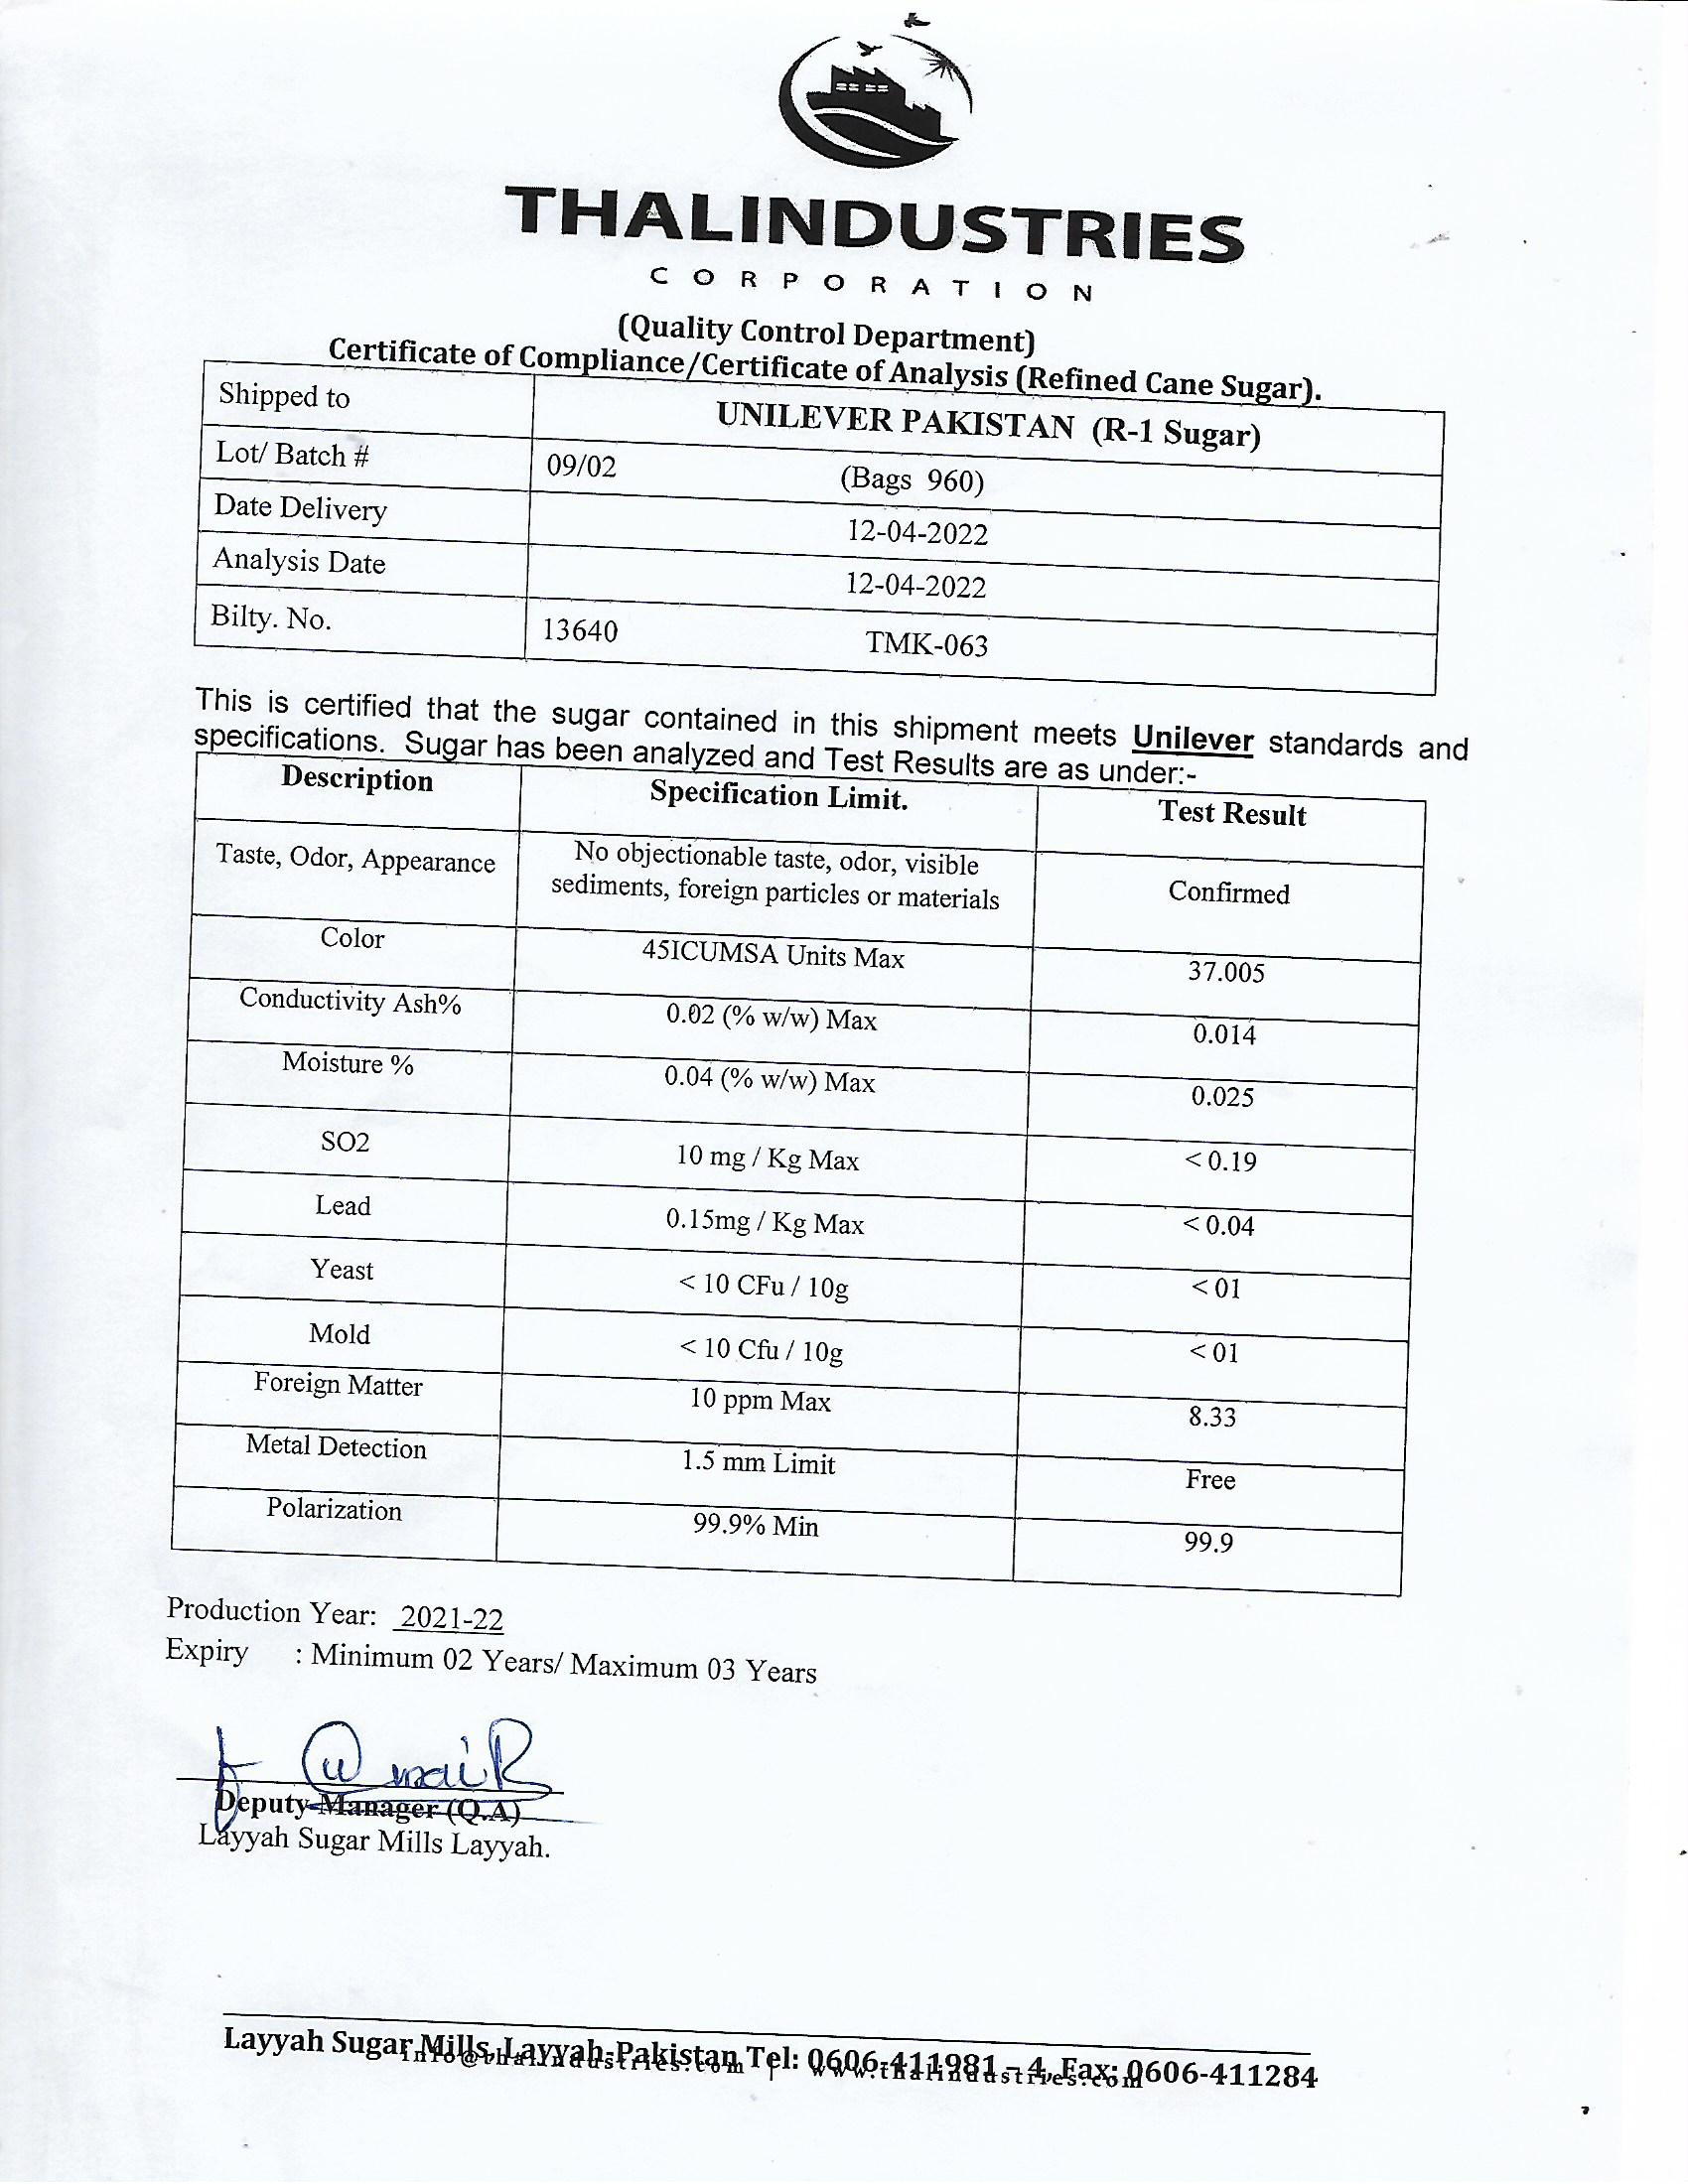 THALINDUSTRIES
CORPORATION
(Quality Control Department)
Certificate of Compliance/Certificate of Analysis (Refined Cane Sugar).
Shipped to UNILEVER PAKISTAN (R-1 Sugar)
Lot/ Batch # 09/02 (Bags 960)
Date Delivery 12-04-2022
Analysis Date 12-04-2022
Bilty. No. 13640 TMK-063
This is certified that the sugar contained in this shipment meets Unilever standards and
specifications. Sugar has been analyzed and Test Results are as under:-
Description Specification Limit. Test Result
Taste, Odor, Appearance No objectionable taste, odor, visible
sediments, foreign particles or materials Confirmed
Color 45ICUMSA Units Max 37.005
Conductivity Ash% 0.02 (% w/w) Max 0.014
Moisture % 0.04 (% w/w) Max 0.025
SO2 10 mg / Kg Max < 0.19
Lead 0.15mg / Kg Max < 0.04
Yeast < 10 CFu / 10g < 01
Mold < 10 Cfu / 10g < 01
Foreign Matter 10 ppm Max 8.33
Metal Detection 1.5 mm Limit Free
Polarization 99.9% Min 99.9
Production Year: 2021-22
Expiry : Minimum 02 Years/ Maximum 03 Years
Deputy Manager (Q.A)
Layyah Sugar Mills Layyah.
Layyah Sugar Mills, Layyah-Pakistan Tel: 0606-411981 – 4, Fax: 0606-411284
info@thalindustries.com | www.thalindustries.com